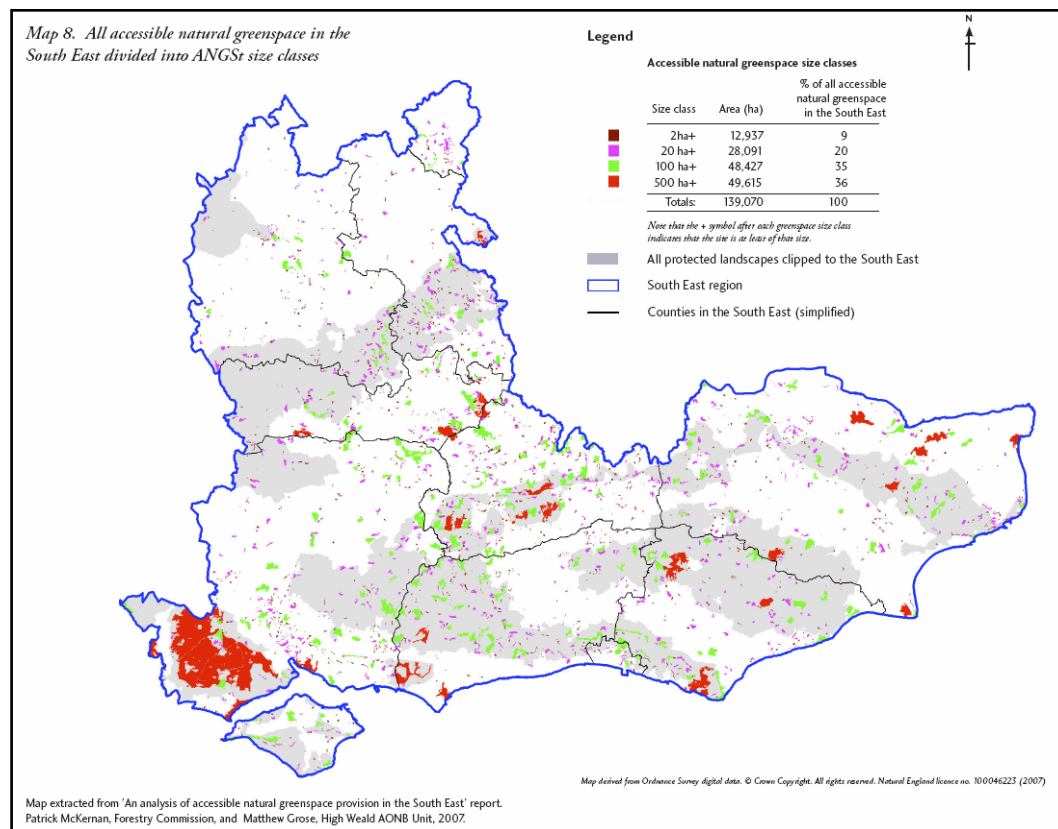 Map 8. All accessible natural greenspace in the
South East divided into ANGSt size classes
N
Legend
Accessible natural greenspace size classes
Size class Area (ha) % of all accessible
natural greenspace
in the South East
2ha+ 12,937 9
20 ha+ 28,091 20
100 ha+ 48,427 35
500 ha+ 49,615 36
Totals: 139,070 100
Note that the + symbol after each greenspace size class
indicates that the site is at least of that size.
All protected landscapes clipped to the South East
South East region
Counties in the South East (simplified)
Map derived from Ordnance Survey digital data. © Crown Copyright. All rights reserved. Natural England licence no. 100046223 (2007)
Map extracted from 'An analysis of accessible natural greenspace provision in the South East' report.
Patrick McKernan, Forestry Commission, and Matthew Grose, High Weald AONB Unit, 2007.